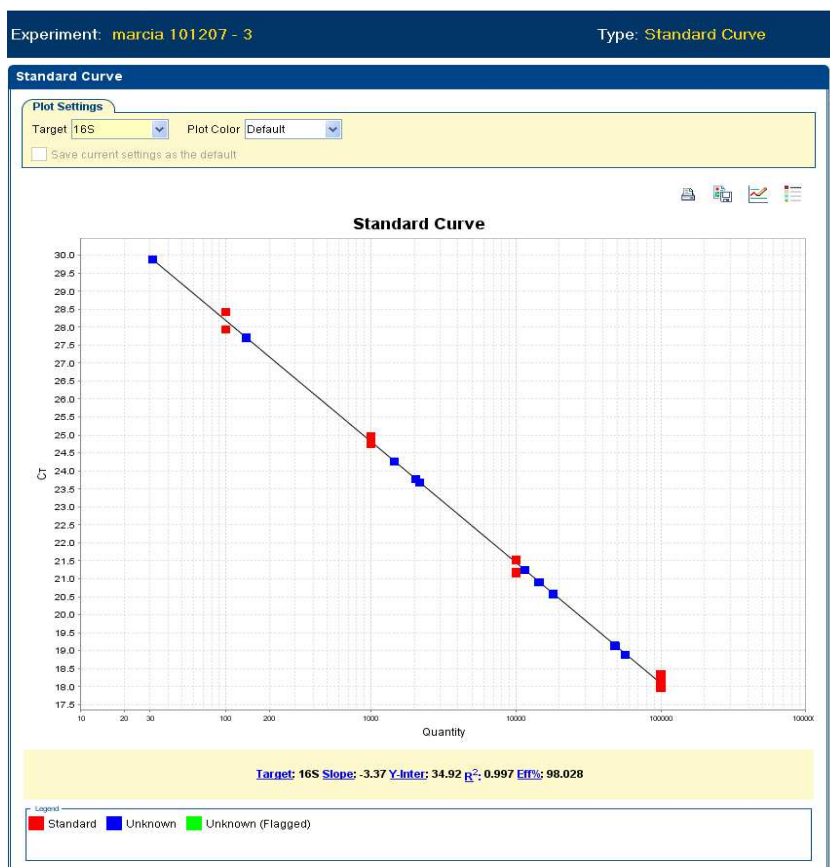 Experiment: marcia 101207 - 3 Type: Standard Curve
Standard Curve
Plot Settings
Target 16S Plot Color Default
Save current settings as the default
Standard Curve
30.0
29.5
29.0
28.5
28.0
27.5
27.0
26.5
26.0
25.5
25.0
24.5
24.0
23.5
23.0
22.5
22.0
21.5
21.0
20.5
20.0
19.5
19.0
18.5
18.0
17.5
CT
10 20 30 100 200 1000 10000 100000 100000
Quantity
Target: 16S Slope: -3.37 Y-Inter: 34.92 R²: 0.997 Eff%: 98.028
Legend
Standard Unknown Unknown (Flagged)